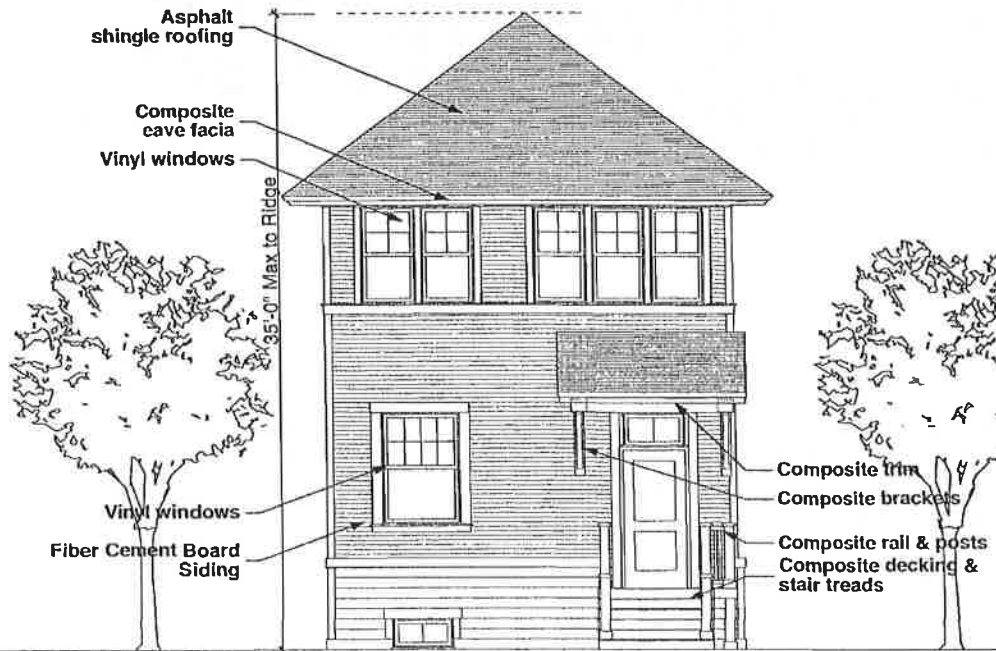 Asphalt
shingle roofing
Composite
eave facia
Vinyl windows
35'-0" Max to Ridge
Vinyl windows
Fiber Cement Board
Siding
Composite trim
Composite brackets
Composite rail & posts
Composite decking &
stair treads